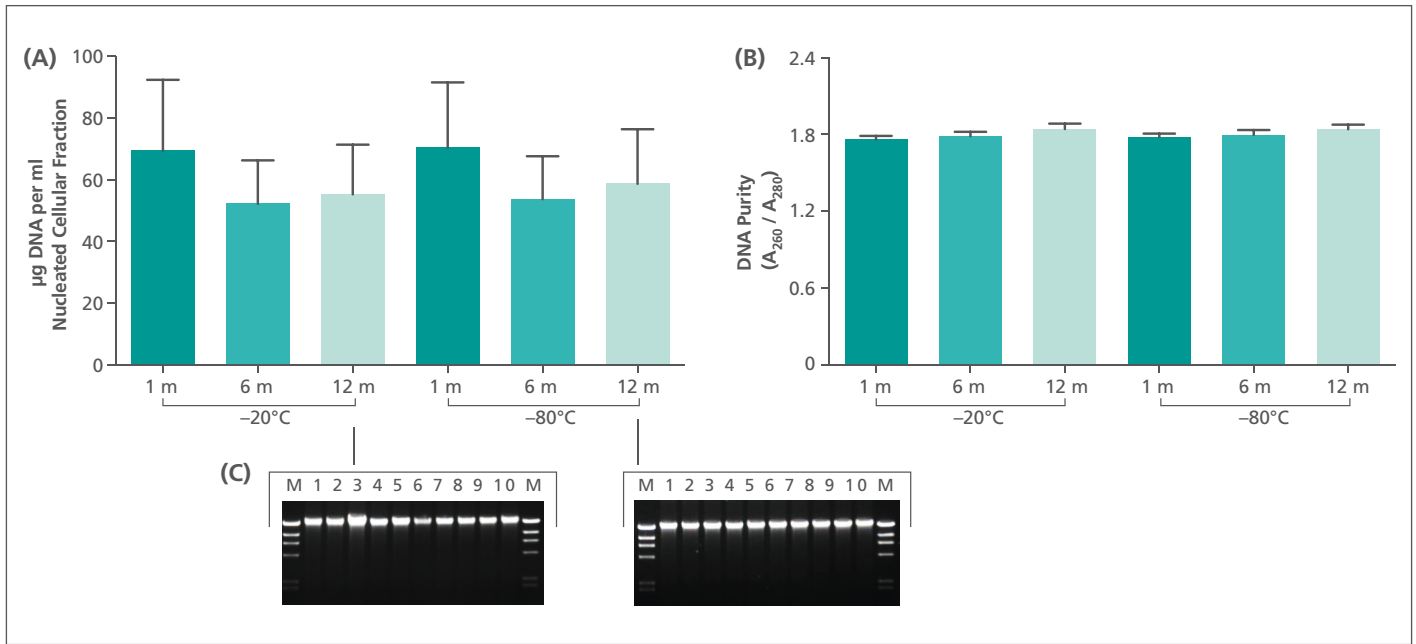 (A)
µg DNA per ml
Nucleated Cellular Fraction
100
80
60
40
20
0
1 m 6 m 12 m 1 m 6 m 12 m
–20°C –80°C
(B)
DNA Purity
(A260 / A280)
2.4
1.8
1.2
0.6
0
1 m 6 m 12 m 1 m 6 m 12 m
–20°C –80°C
(C)
M 1 2 3 4 5 6 7 8 9 10 M
M 1 2 3 4 5 6 7 8 9 10 M